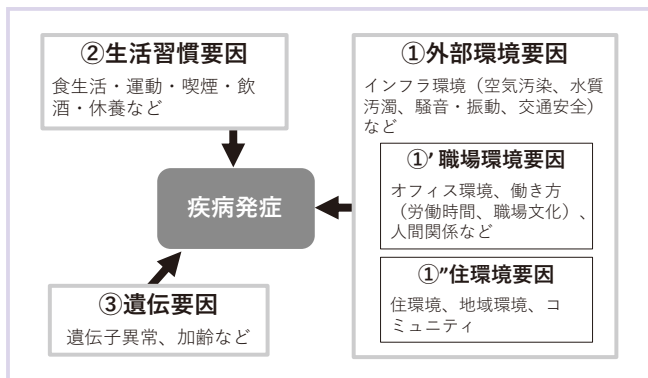 ②生活習慣要因
食生活・運動・喫煙・飲
酒・休養など
①外部環境要因
インフラ環境（空気汚染、水質
汚濁、騒音・振動、交通安全）
など
①’職場環境要因
オフィス環境、働き方
（労働時間、職場文化）、
人間関係など
①”住環境要因
住環境、地域環境、コ
ミュニティ
疾病発症
③遺伝要因
遺伝子異常、加齢など